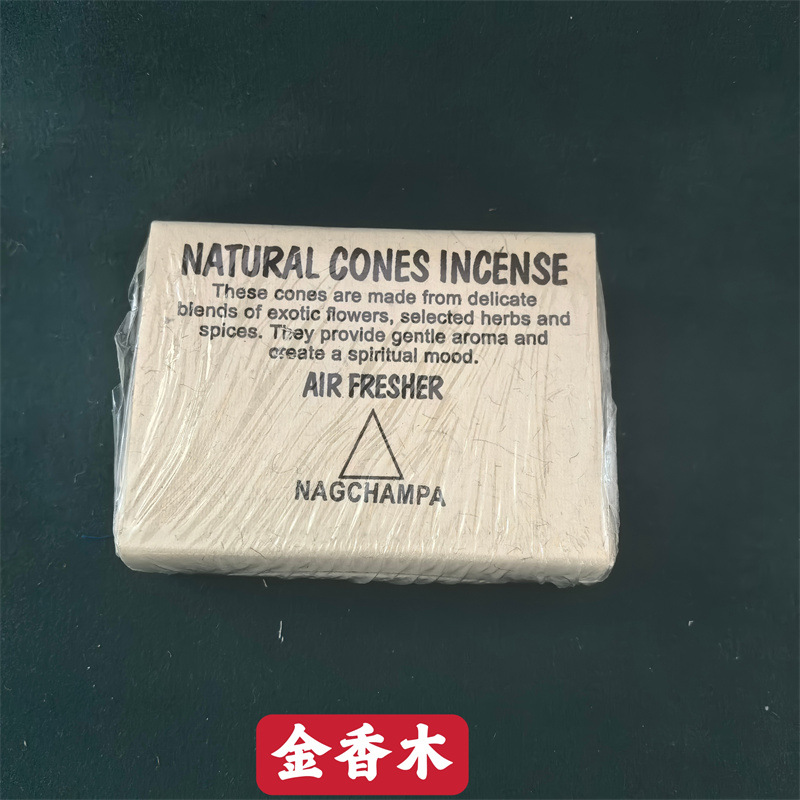 NATURAL CONES INCENSE
These cones are made from delicate
blends of exotic flowers, selected herbs and
spices. They provide gentle aroma and
create a spiritual mood.
AIR FRESHER
NAGCHAMPA
金香木